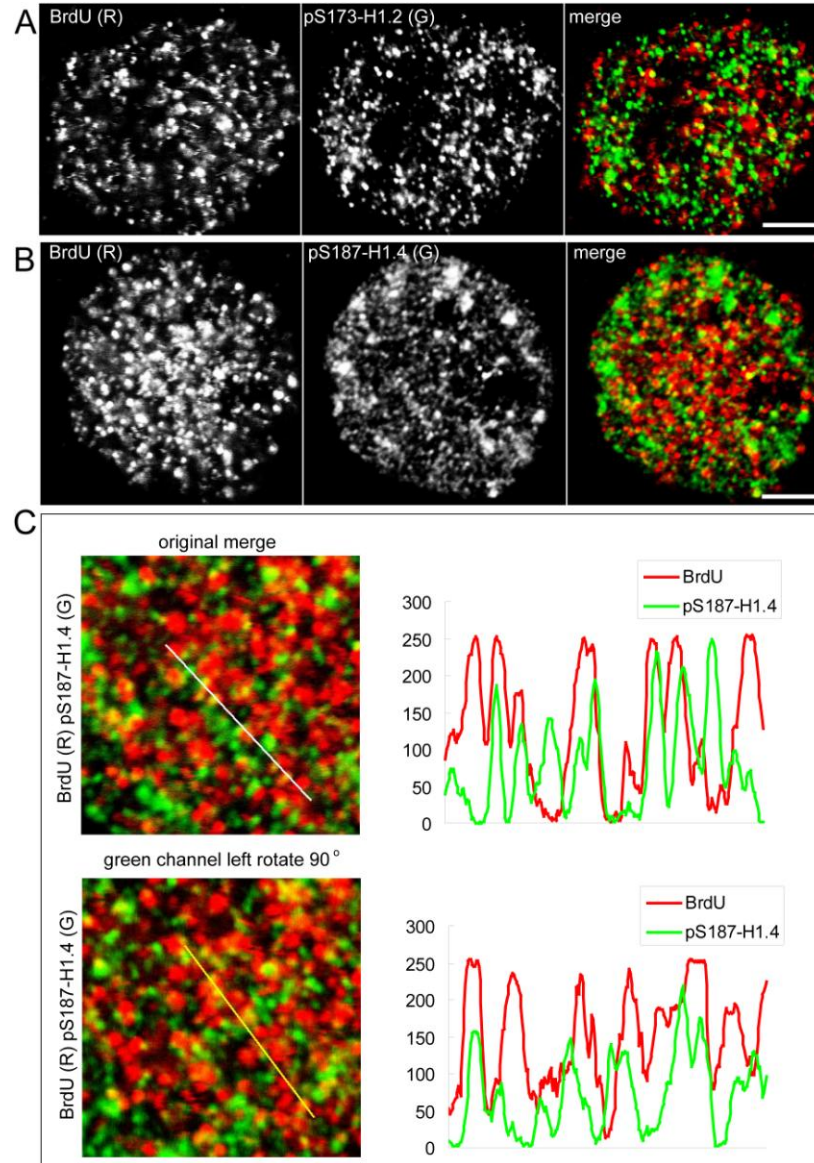 A
BrdU (R)
pS173-H1.2 (G)
merge
B
BrdU (R)
pS187-H1.4 (G)
merge
C
original merge
BrdU (R) pS187-H1.4 (G)
BrdU
pS187-H1.4
300
250
200
150
100
50
0
green channel left rotate 90°
BrdU (R) pS187-H1.4 (G)
BrdU
pS187-H1.4
300
250
200
150
100
50
0